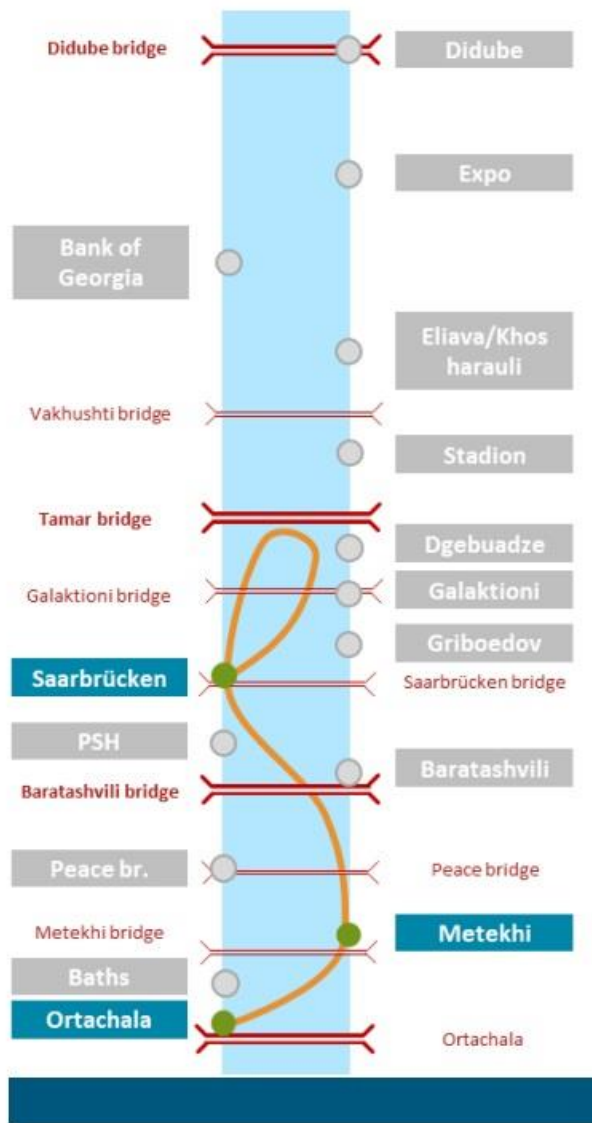 Didube bridge
Didube
Expo
Bank of
Georgia
Eliava/Khos
harauli
Vakhushti bridge
Stadion
Tamar bridge
Dgebuadze
Galaktioni bridge
Galaktioni
Griboedov
Saarbrücken
Saarbrücken bridge
PSH
Baratashvili
Baratashvili bridge
Peace br.
Peace bridge
Metekhi bridge
Metekhi
Baths
Ortachala
Ortachala